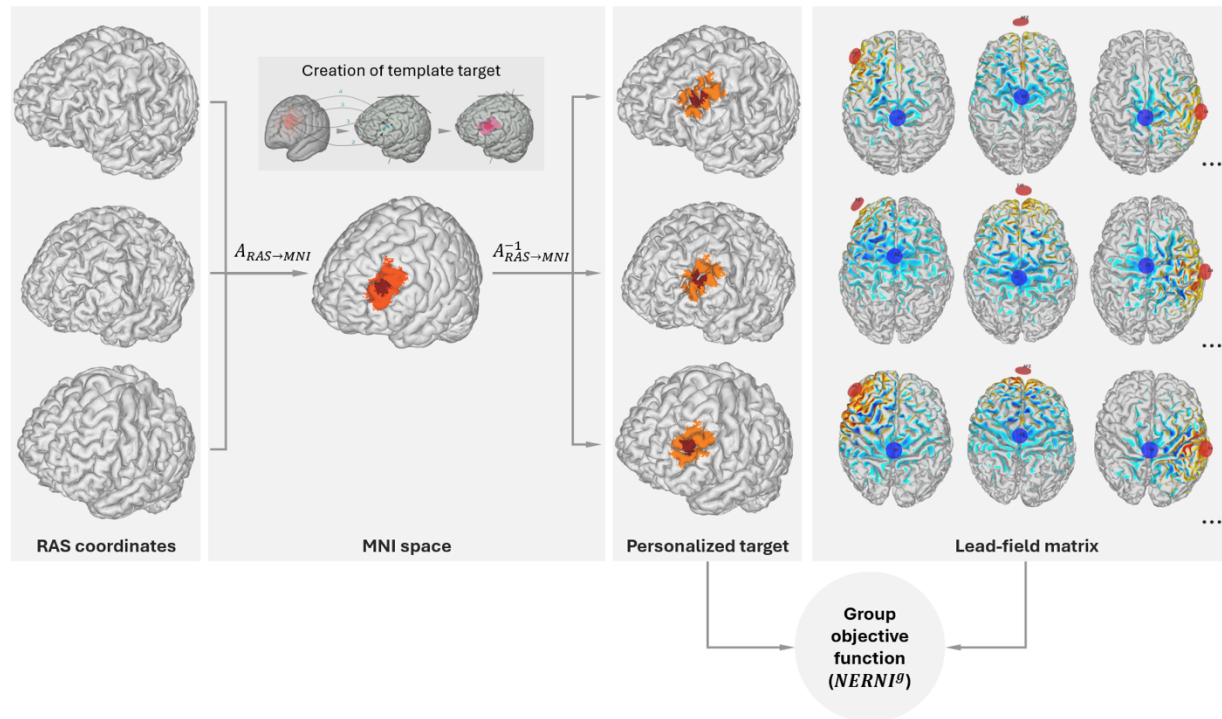 Creation of template target
...
A_{RAS→MNI}
A_{RAS→MNI}^{-1}
...
...
RAS coordinates
MNI space
Personalized target
Lead-field matrix
Group
objective
function
(NERNI^g)